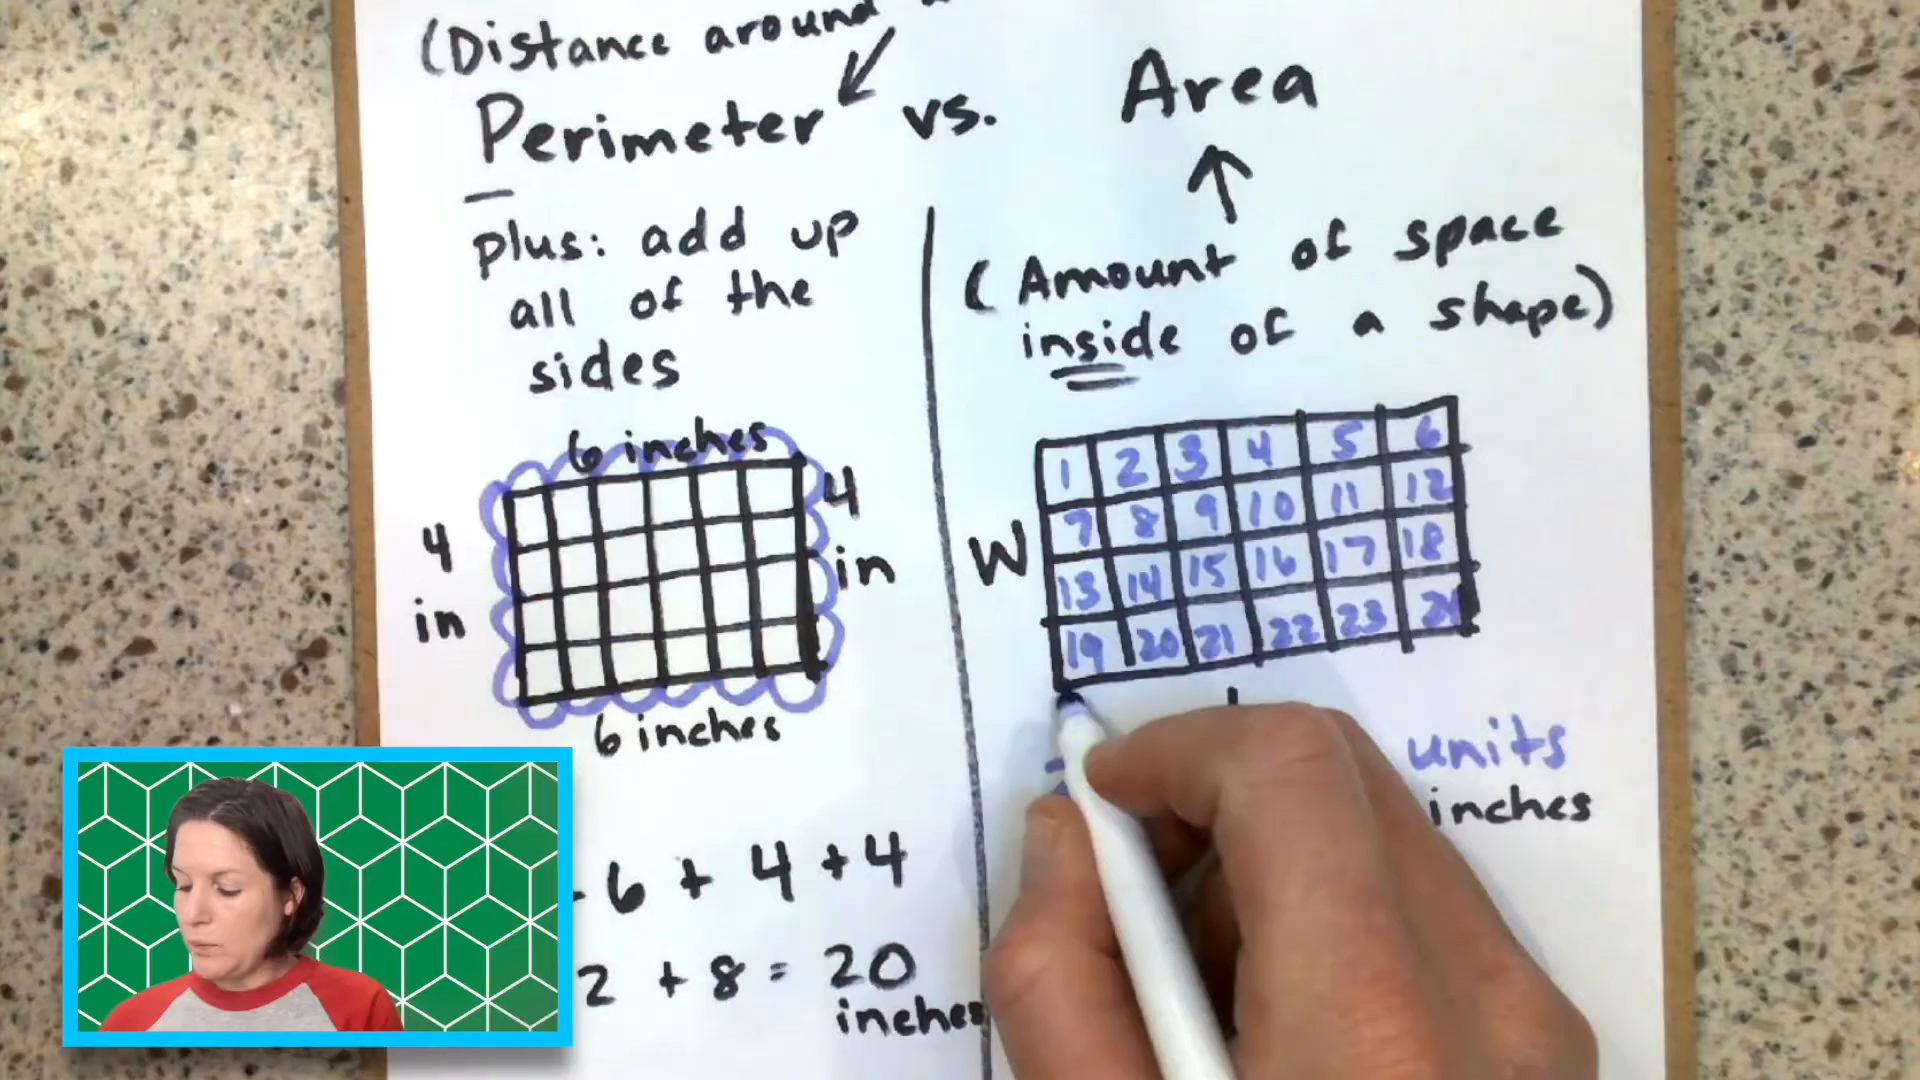 (Distance around
Perimeter vs. Area
plus: add up
all of the
sides
6 inches
4
in
4
in
6 inches
6 + 4 + 4
2 + 8 = 20
inches
(Amount of space
inside of a shape)
W
1 2 3 4 5 6
7 8 9 10 11 12
13 14 15 16 17 18
19 20 21 22 23 24
units
inches